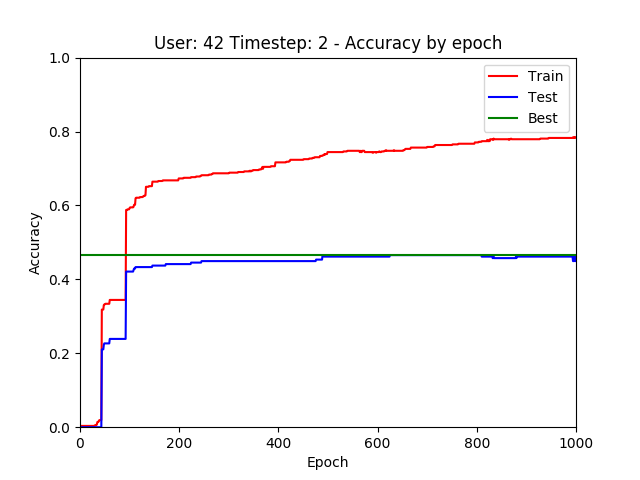 User: 42 Timestep: 2 - Accuracy by epoch
Train
Test
Best
1.0
0.8
0.6
0.4
0.2
0.0
Accuracy
0 200 400 600 800 1000
Epoch